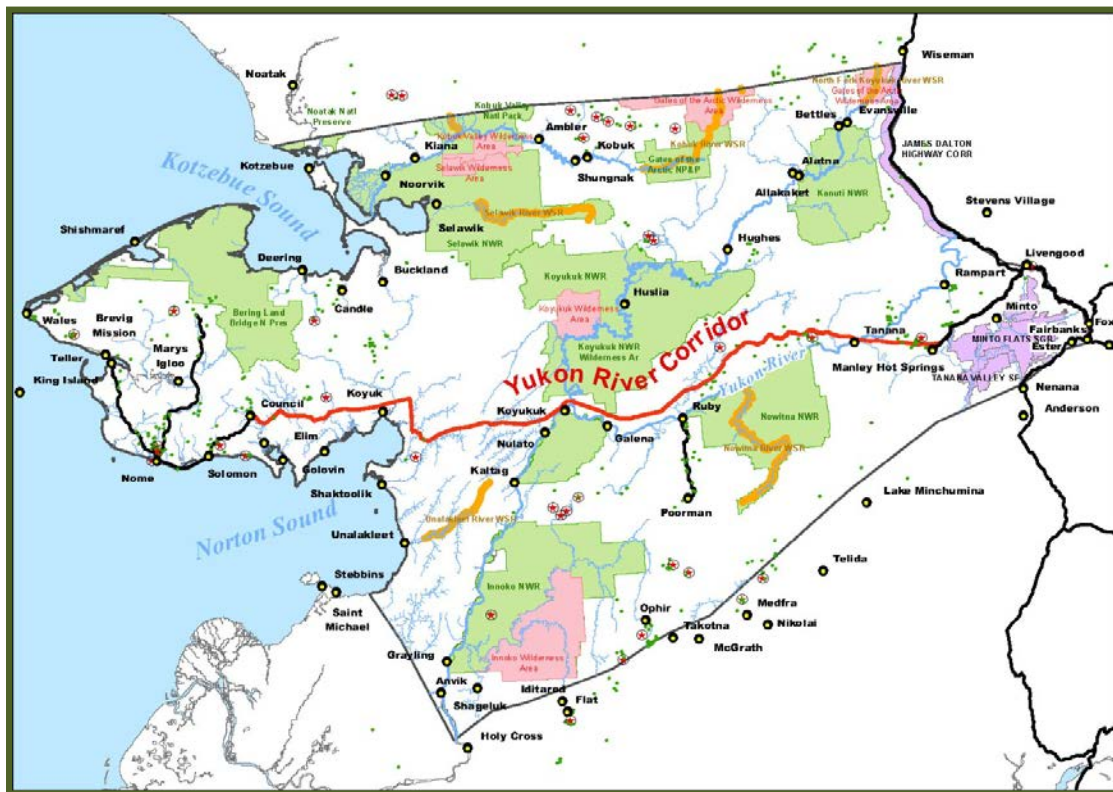 Wiseman
Noatak
North Fork Koyukuk River WSR
Gates of the Arctic
Wilderness Area
Gates of the Arctic Wilderness
Area
Noatak Natl
Preserve
Kobuk Valley
Natl Park
Bettles
Evansville
Kotzebue Sound
Kobuk Valley Wilderness
Area
Ambler
Kobuk River WSR
JAMES DALTON
HIGHWAY CORR
Kotzebue
Kiana
Kobuk
Selawik Wilderness
Area
Shungnak
Gates of the
Arctic NP&P
Alatna
Noorvik
Allakaket
Kanuti NWR
Stevens Village
Selawik
Selawik River WSR
Shishmaref
Selawik NWR
Hughes
Deering
Buckland
Koyukuk NWR
Livengood
Rampart
Candle
Huslia
Wales
Brevig
Mission
Bering Land
Bridge N Pres
Koyukuk Wilderness
Area
Minto
Fairbanks
Fox
Teller
Marys
Igloo
Koyukuk NWR
Wilderness Ar
Tanana
MINTO FLATS SGR
Ester
Yukon River Corridor
Yukon River
King Island
Manley Hot Springs
TANANA VALLEY SF
Nenana
Council
Koyuk
Koyukuk
Ruby
Nowitna NWR
Anderson
Elim
Nulato
Galena
Nowitna River WSR
Nome
Solomon
Golovin
Kaltag
Shaktoolik
Poorman
Lake Minchumina
Norton Sound
Unalakleet River WSR
Unalakleet
Telida
Stebbins
Innoko NWR
Saint
Michael
Ophir
Medfra
Takotna
Nikolai
McGrath
Grayling
Innoko Wilderness
Area
Anvik
Iditarod
Flat
Shageluk
Holy Cross